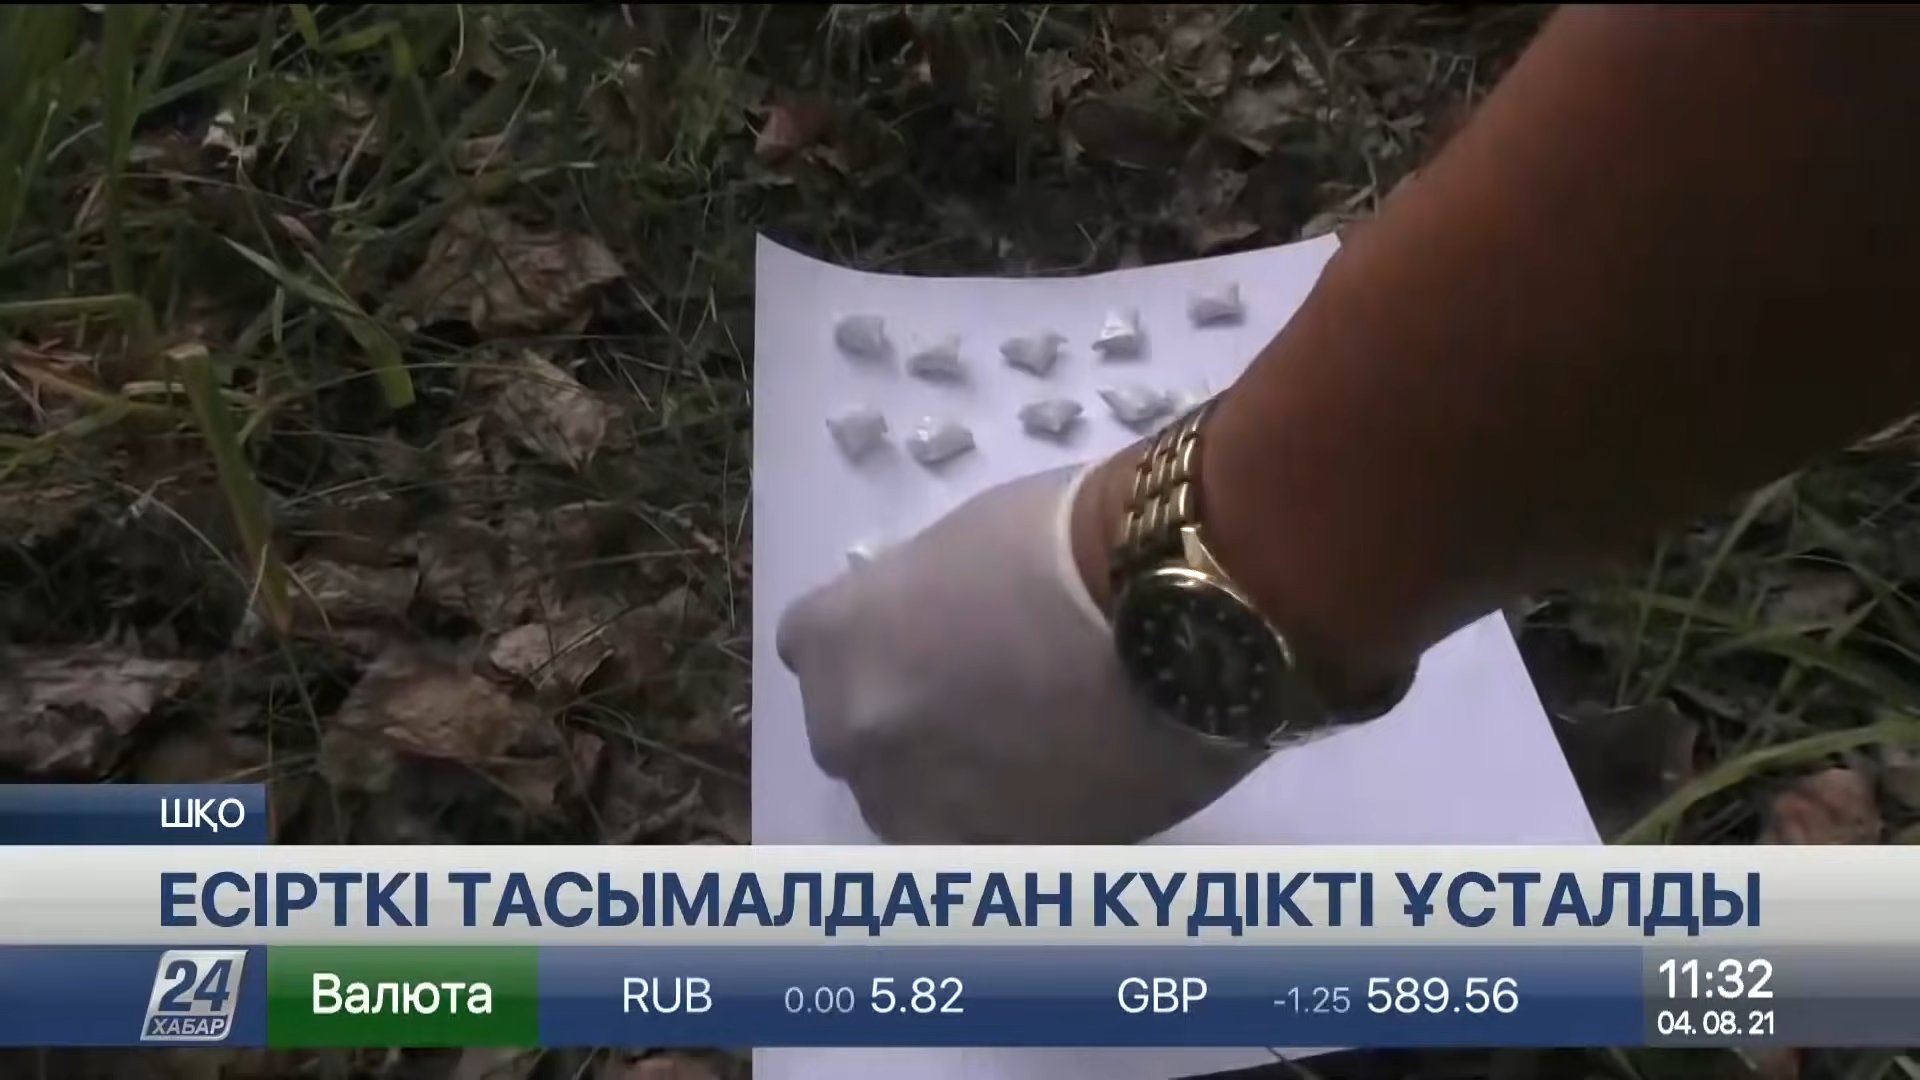 ШҚО
ЕСІРТКІ ТАСЫМАЛДАҒАН КҮДІКТІ ҰСТАЛДЫ
24 ХАБАР
Валюта RUB 0.00 5.82 GBP -1.25 589.56
11:32
04. 08. 21